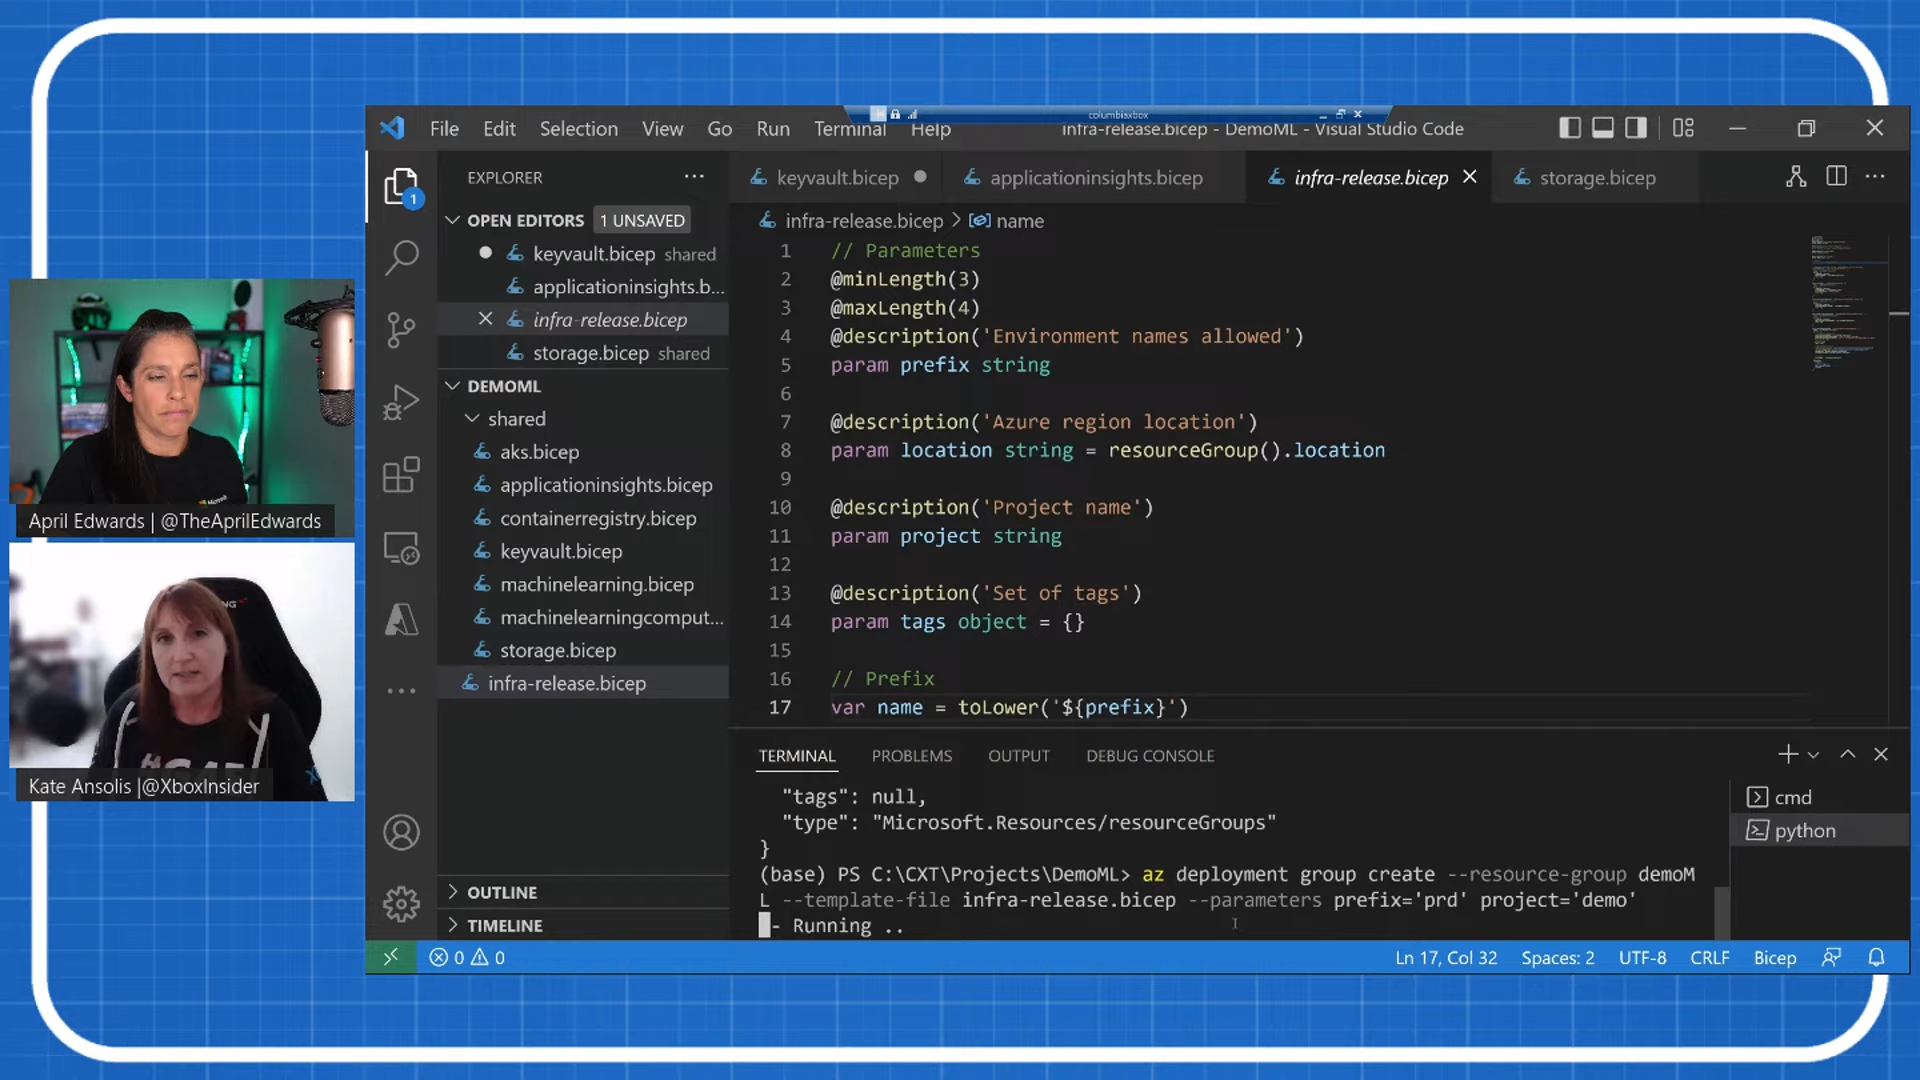 columbiaxbox
File Edit Selection View Go Run Terminal Help
infra-release.bicep - DemoML - Visual Studio Code
EXPLORER
OPEN EDITORS 1 UNSAVED
keyvault.bicep shared
applicationinsights.b...
infra-release.bicep
storage.bicep shared
DEMOML
shared
aks.bicep
applicationinsights.bicep
containerregistry.bicep
keyvault.bicep
machinelearning.bicep
machinelearningcomput...
storage.bicep
infra-release.bicep
OUTLINE
TIMELINE
1
keyvault.bicep applicationinsights.bicep infra-release.bicep storage.bicep
infra-release.bicep > name
1 // Parameters
2 @minLength(3)
3 @maxLength(4)
4 @description('Environment names allowed')
5 param prefix string
6
7 @description('Azure region location')
8 param location string = resourceGroup().location
9
10 @description('Project name')
11 param project string
12
13 @description('Set of tags')
14 param tags object = {}
15
16 // Prefix
17 var name = toLower('${prefix}')
TERMINAL PROBLEMS OUTPUT DEBUG CONSOLE
"tags": null,
"type": "Microsoft.Resources/resourceGroups"
}
(base) PS C:\CXT\Projects\DemoML> az deployment group create --resource-group demoM
L --template-file infra-release.bicep --parameters prefix='prd' project='demo'
- Running ..
cmd
python
0 0
Ln 17, Col 32 Spaces: 2 UTF-8 CRLF Bicep
April Edwards | @TheAprilEdwards
Kate Ansolis |@XboxInsider